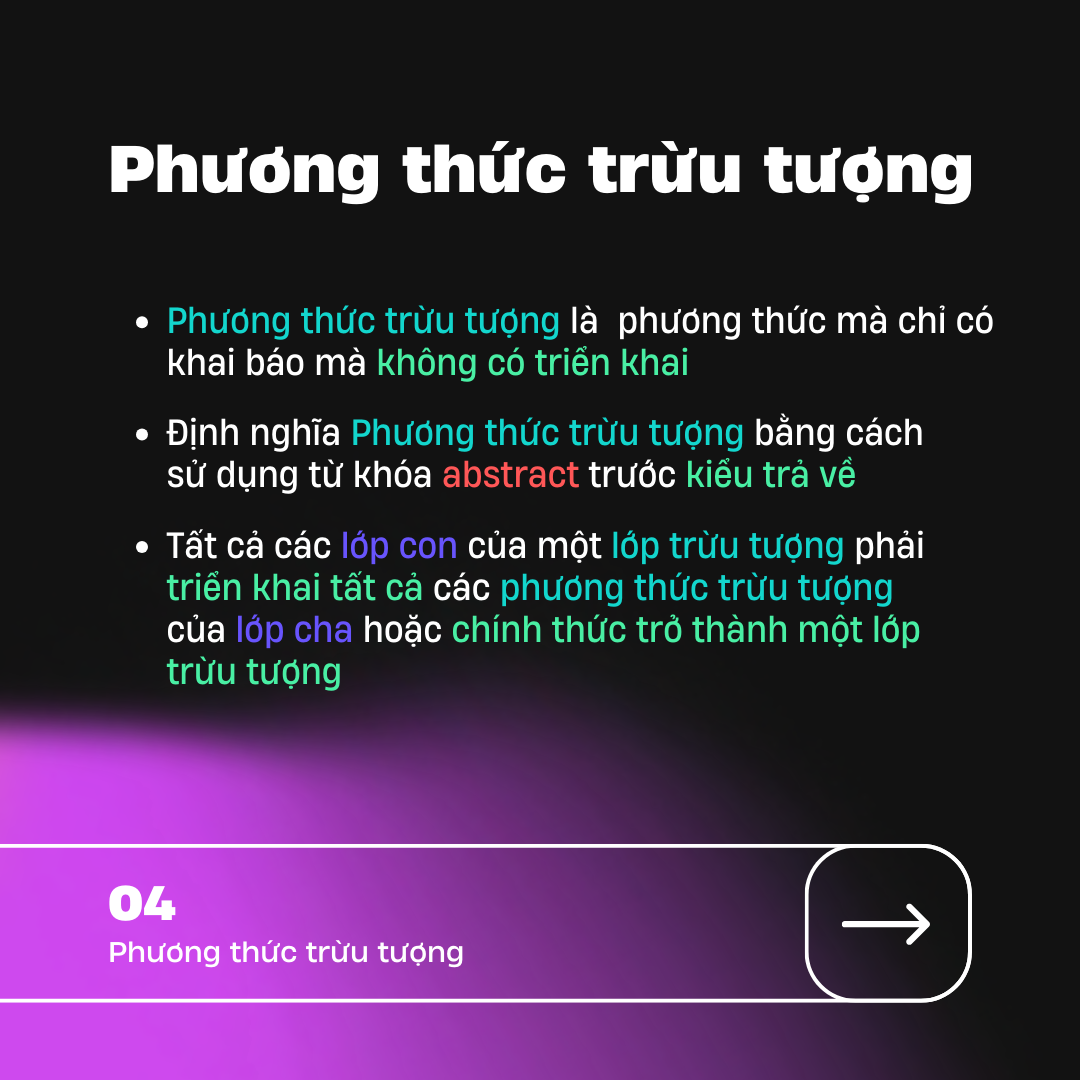 Phương thức trừu tượng
• Phương thức trừu tượng là  phương thức mà chỉ có
khai báo mà không có triển khai
• Định nghĩa Phương thức trừu tượng bằng cách
sử dụng từ khóa abstract trước kiểu trả về
• Tất cả các lớp con của một lớp trừu tượng phải
triển khai tất cả các phương thức trừu tượng
của lớp cha hoặc chính thức trở thành một lớp
trừu tượng
04
Phương thức trừu tượng